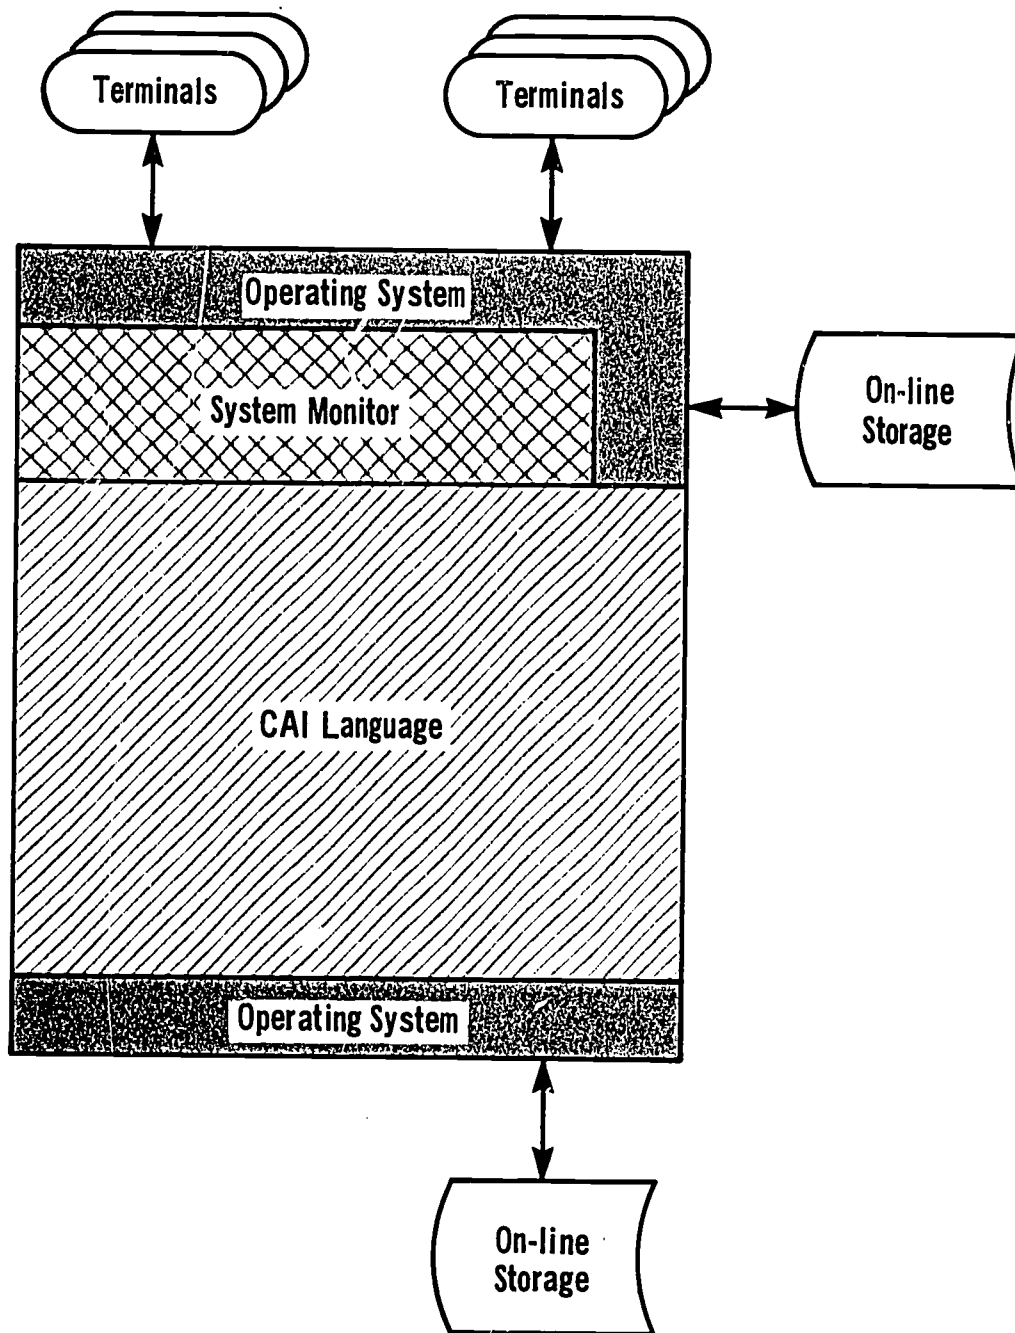 Terminals
Terminals
Operating System
System Monitor
On-line
Storage
CAI Language
Operating System
On-line
Storage